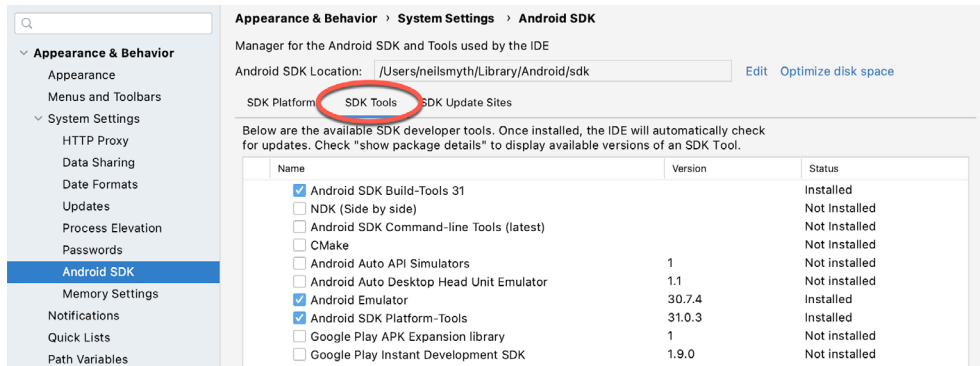 Appearance & Behavior › System Settings › Android SDK
Manager for the Android SDK and Tools used by the IDE
Android SDK Location: /Users/neilsmyth/Library/Android/sdk Edit Optimize disk space
SDK Platform SDK Tools SDK Update Sites
Below are the available SDK developer tools. Once installed, the IDE will automatically check
for updates. Check "show package details" to display available versions of an SDK Tool.
Name Version Status
Android SDK Build-Tools 31 Installed
NDK (Side by side) Not Installed
Android SDK Command-line Tools (latest) Not Installed
CMake Not Installed
Android Auto API Simulators 1 Not installed
Android Auto Desktop Head Unit Emulator 1.1 Not installed
Android Emulator 30.7.4 Installed
Android SDK Platform-Tools 31.0.3 Installed
Google Play APK Expansion library 1 Not installed
Google Play Instant Development SDK 1.9.0 Not installed
Appearance & Behavior
Appearance
Menus and Toolbars
System Settings
HTTP Proxy
Data Sharing
Date Formats
Updates
Process Elevation
Passwords
Android SDK
Memory Settings
Notifications
Quick Lists
Path Variables